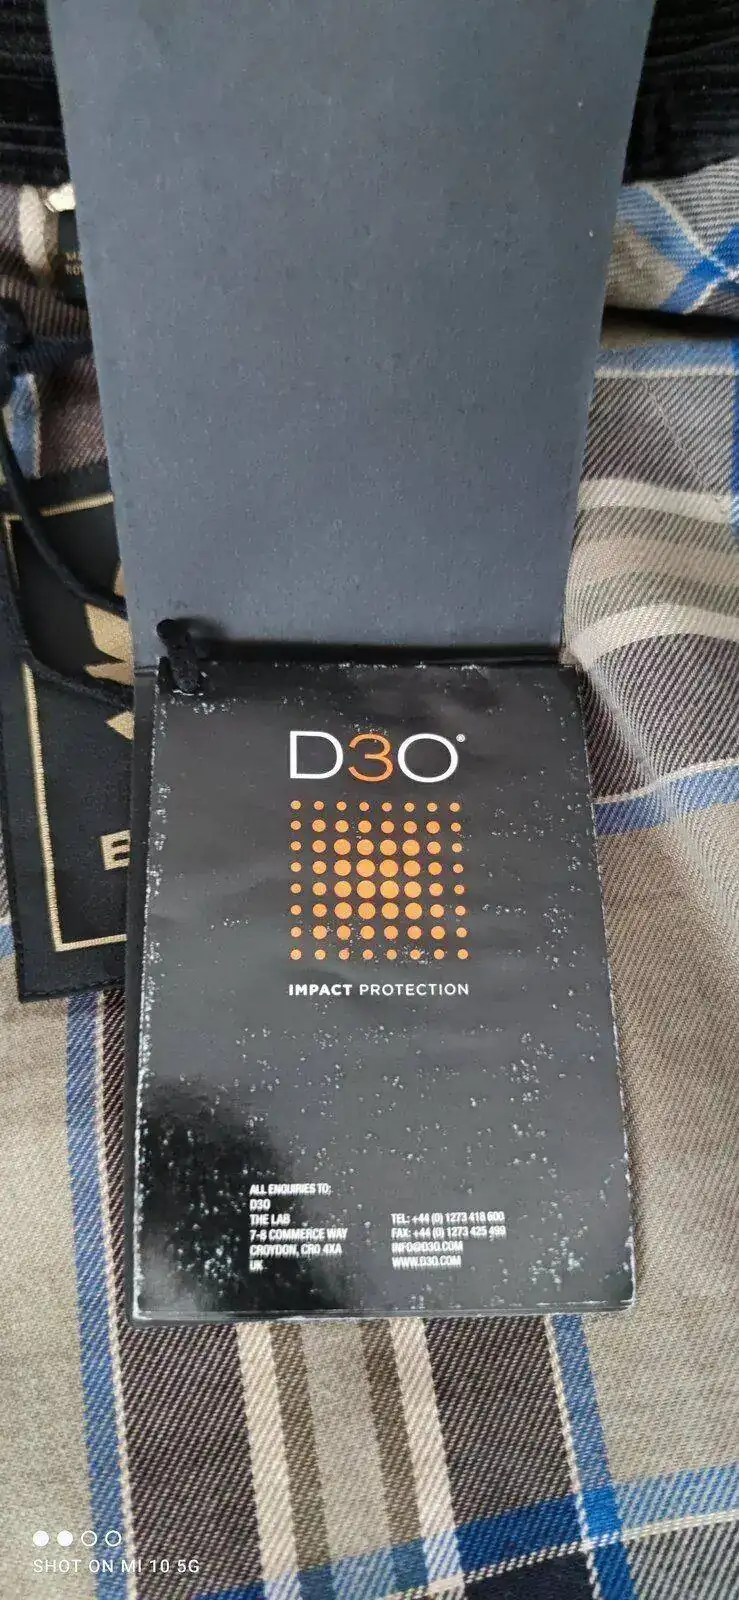 D3O®
IMPACT PROTECTION
ALL ENQUIRIES TO:
D3O
THE LAB
7-8 COMMERCE WAY
CROYDON, CR0 4XA
UK
TEL: +44 (0) 1273 418 600
FAX: +44 (0) 1273 425 499
INFO@D3O.COM
WWW.D3O.COM
SHOT ON MI 10 5G